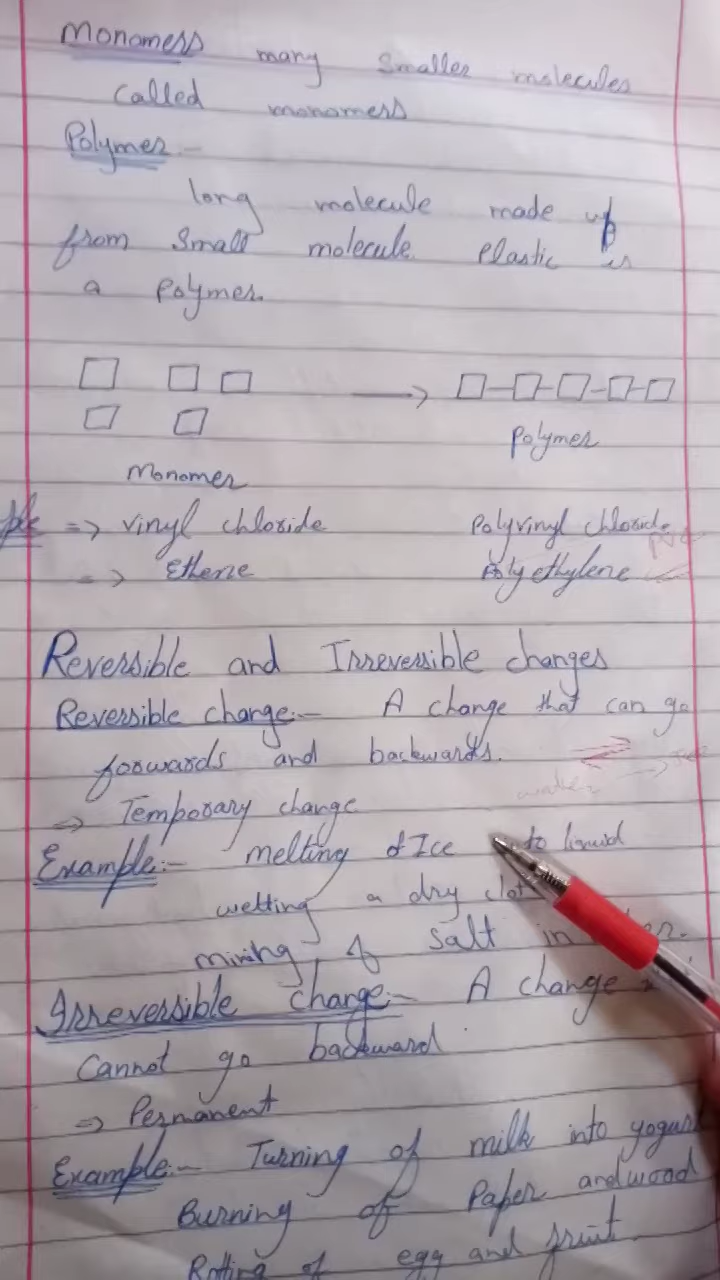 Monomers many smaller molecules
called monomers
Polymer:-
long molecule made up
from small molecule. Plastic is
a polymer.
Polymer
Monomer
=> vinyl chloride Polyvinyl chloride PVC
=> Ethene Polyethylene
Reversible and Irreversible changes
Reversible change:- A change that can go
forwards and backwards.
water
=> Temporary change
Example:- melting of Ice to liquid
wetting a dry
mixing of salt in
Irreversible change:- A change
Cannot go backward
=> Permanent
Example:- Turning of milk into yogurt
Burning of Paper and wood
Rotting of egg and fruit.